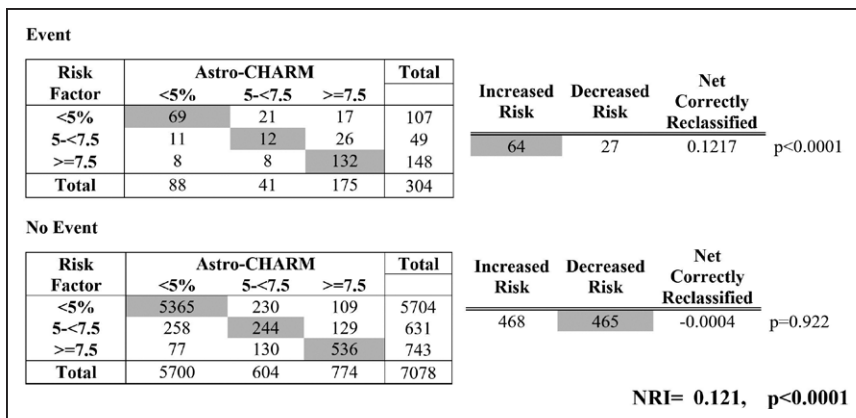 Event
Risk Factor Astro-CHARM Total
<5% 5-<7.5 >=7.5
<5% 69 21 17 107
5-<7.5 11 12 26 49
>=7.5 8 8 132 148
Total 88 41 175 304
Increased Risk Decreased Risk Net Correctly Reclassified
64 27 0.1217 p<0.0001
No Event
Risk Factor Astro-CHARM Total
<5% 5-<7.5 >=7.5
<5% 5365 230 109 5704
5-<7.5 258 244 129 631
>=7.5 77 130 536 743
Total 5700 604 774 7078
Increased Risk Decreased Risk Net Correctly Reclassified
468 465 -0.0004 p=0.922
NRI= 0.121, p<0.0001